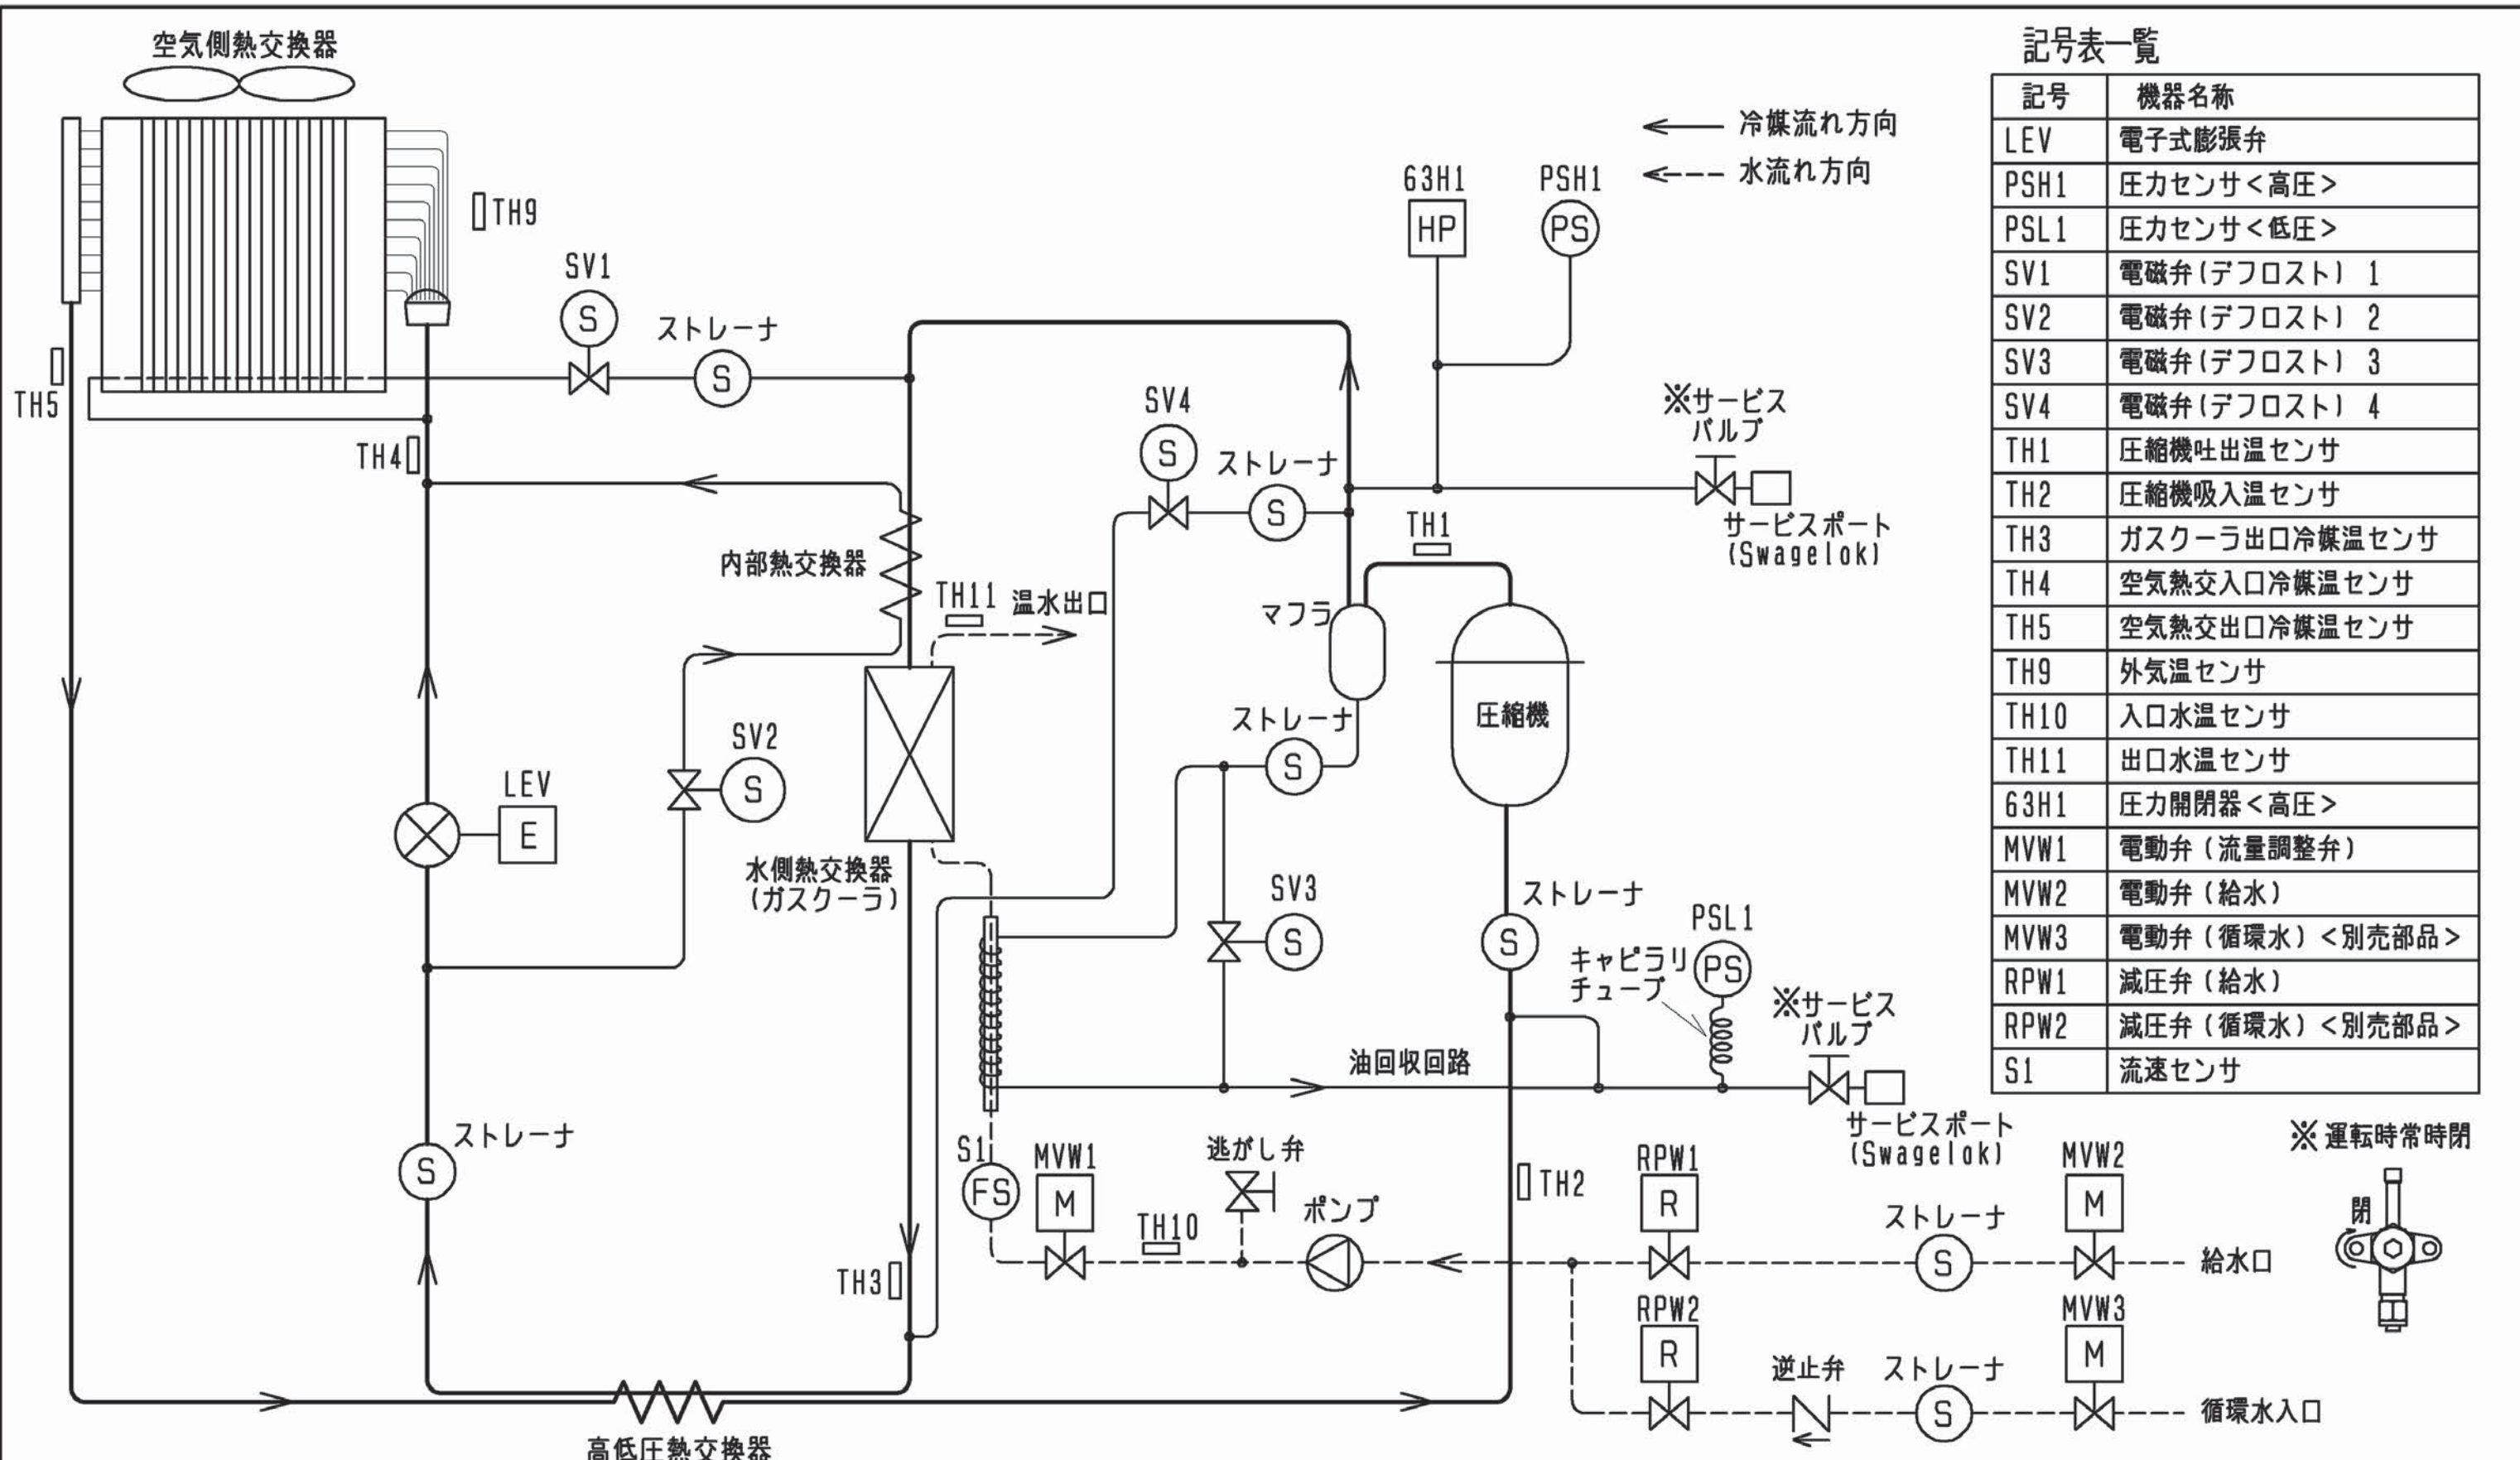 空気側熱交換器
TH9
SV1
S
ストレーナ
S
TH5
TH4
冷媒流れ方向
水流れ方向
63H1
HP
PSH1
PS
SV4
S
ストレーナ
S
※サービス
バルブ
サービスポート
(Swagelok)
TH1
内部熱交換器
TH11
温水出口
マフラ
圧縮機
ストレーナ
S
SV2
S
LEV
E
水側熱交換器
(ガスクーラ)
SV3
S
ストレーナ
S
キャピラリ
チューブ
PSL1
PS
※サービス
バルブ
サービスポート
(Swagelok)
油回収回路
ストレーナ
S
S1
FS
MVW1
M
TH10
逃がし弁
ポンプ
TH2
TH3
RPW1
R
ストレーナ
S
MVW2
M
給水口
RPW2
R
逆止弁
ストレーナ
S
MVW3
M
循環水入口
高低圧熱交換器
記号表一覧
記号 機器名称
LEV 電子式膨張弁
PSH1 圧力センサ<高圧>
PSL1 圧力センサ<低圧>
SV1 電磁弁(デフロスト) 1
SV2 電磁弁(デフロスト) 2
SV3 電磁弁(デフロスト) 3
SV4 電磁弁(デフロスト) 4
TH1 圧縮機吐出温センサ
TH2 圧縮機吸入温センサ
TH3 ガスクーラ出口冷媒温センサ
TH4 空気熱交入口冷媒温センサ
TH5 空気熱交出口冷媒温センサ
TH9 外気温センサ
TH10 入口水温センサ
TH11 出口水温センサ
63H1 圧力開閉器<高圧>
MVW1 電動弁(流量調整弁)
MVW2 電動弁(給水)
MVW3 電動弁(循環水)<別売部品>
RPW1 減圧弁(給水)
RPW2 減圧弁(循環水)<別売部品>
S1 流速センサ
※運転時常時閉
閉